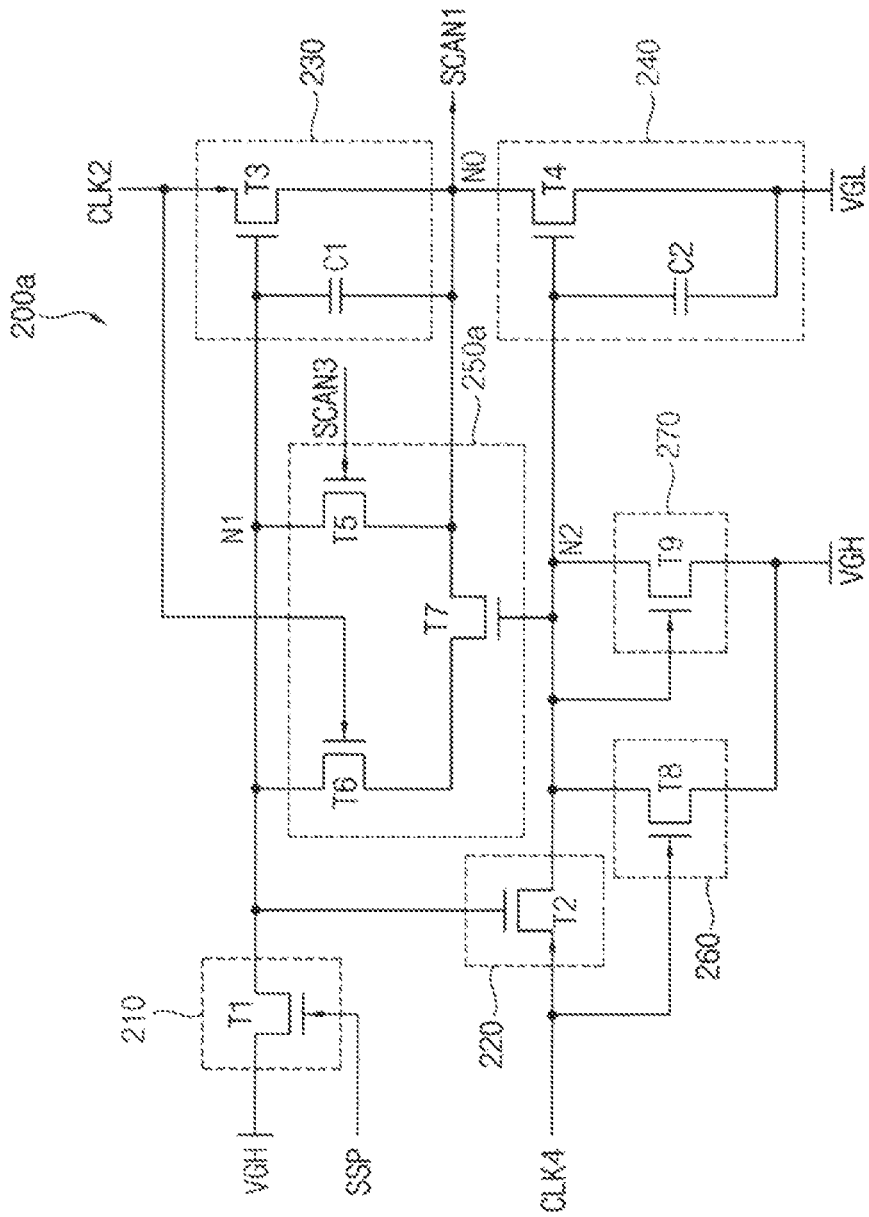 200a
CLK2
230
SCAN1
T3
N0
C1
240
T4
VGL
C2
SCAN3
250a
N1
T5
270
N2
T9
VGH
T7
T6
T8
T2
260
210
T1
220
VGH
SSP
CLK4